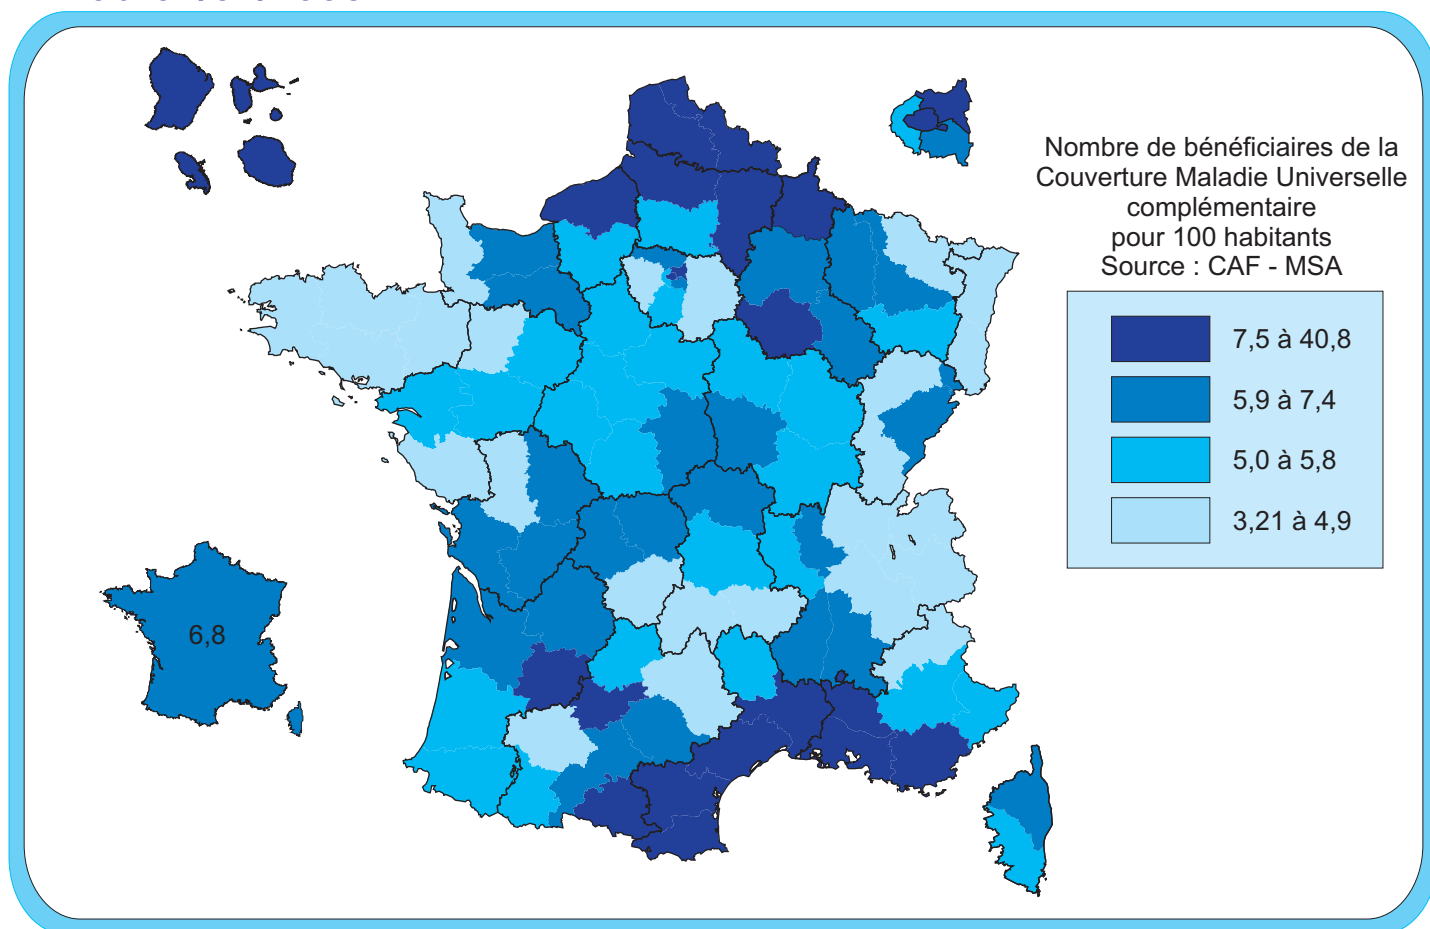 Nombre de bénéficiaires de la
Couverture Maladie Universelle
complémentaire
pour 100 habitants
Source : CAF - MSA
7,5 à 40,8
5,9 à 7,4
5,0 à 5,8
3,21 à 4,9
6,8